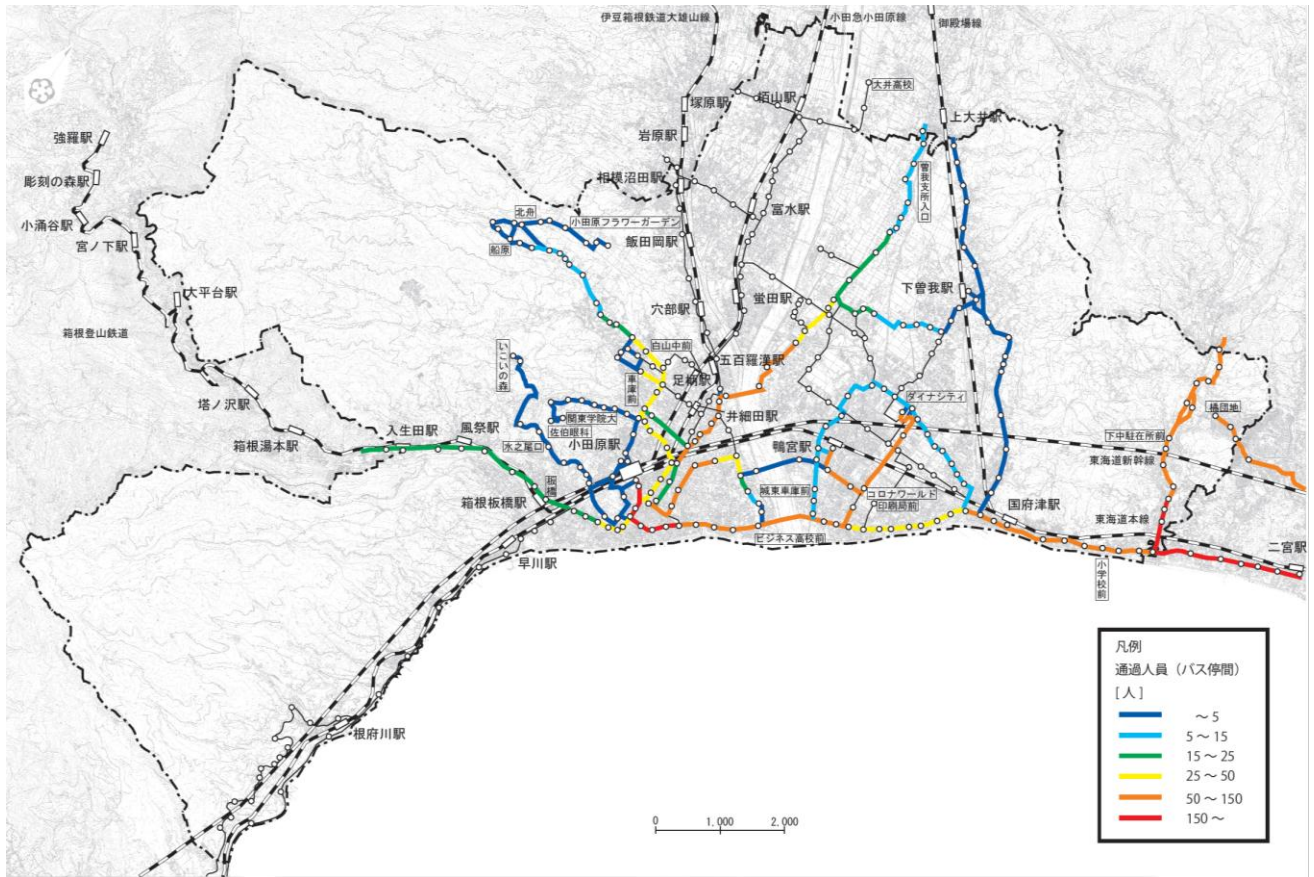 伊豆箱根鉄道大雄山線
小田急小田原線
御殿場線
大井高校
塚原駅
栢山駅
上大井駅
強羅駅
岩原駅
彫刻の森駅
相模沼田駅
曽我支所入口
小涌谷駅
北舟
小田原フラワーガーデン
富水駅
宮ノ下駅
船原
飯田岡駅
下曽我駅
大平台駅
螢田駅
穴部駅
箱根登山鉄道
白山中前
いこいの森
五百羅漢駅
足柄駅
車庫前
ダイナシティ
橘団地
塔ノ沢駅
関東学院大
井細田駅
入生田駅
風祭駅
佐伯眼科
下中駐在所前
箱根湯本駅
水之尾口
小田原駅
鴨宮駅
東海道新幹線
板橋
城東車庫前
コロナワールド
印刷局前
箱根板橋駅
国府津駅
東海道本線
ビジネス高校前
二宮駅
早川駅
小学校前
根府川駅
凡例
通過人員（バス停間）
[人]
～5
5～15
15～25
25～50
50～150
150～
0 1,000 2,000